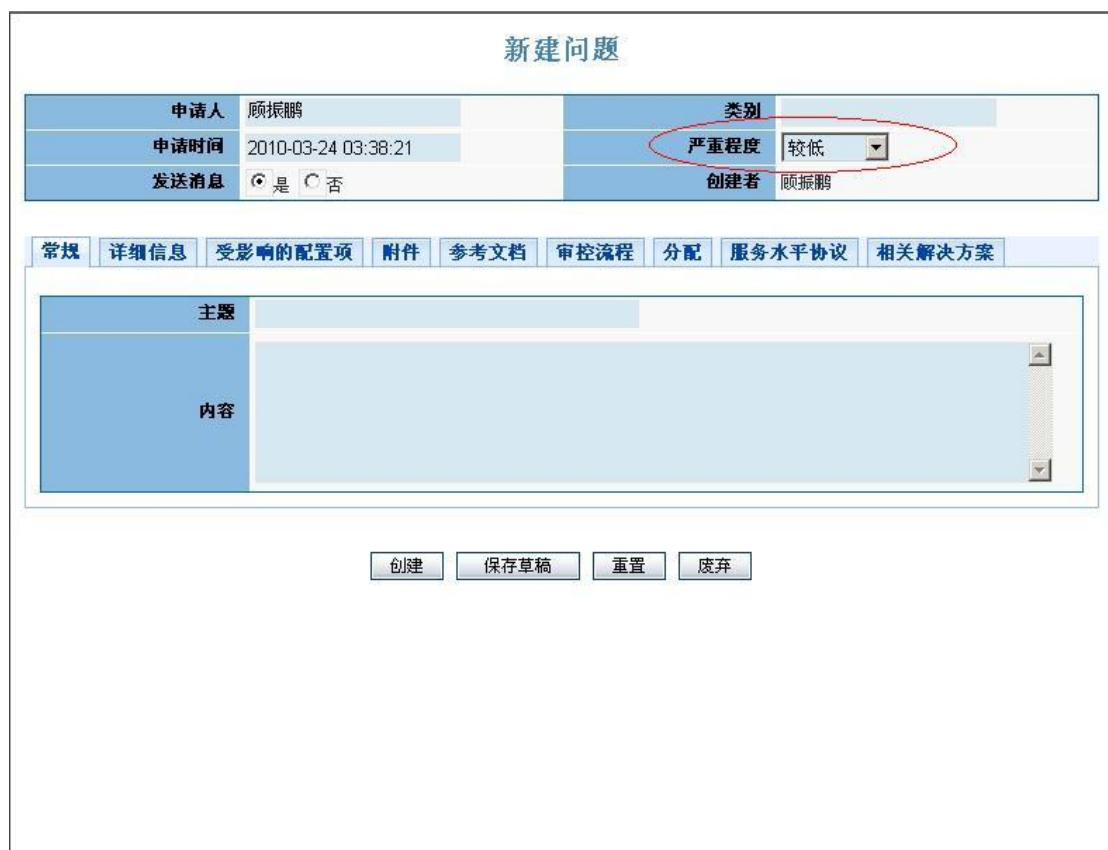 新建问题
申请人 顾振鹏 类别
申请时间 2010-03-24 03:38:21 严重程度 较低
发送消息 是 否 创建者 顾振鹏
常规 详细信息 受影响的配置项 附件 参考文档 审控流程 分配 服务水平协议 相关解决方案
主题
内容
创建 保存草稿 重置 废弃